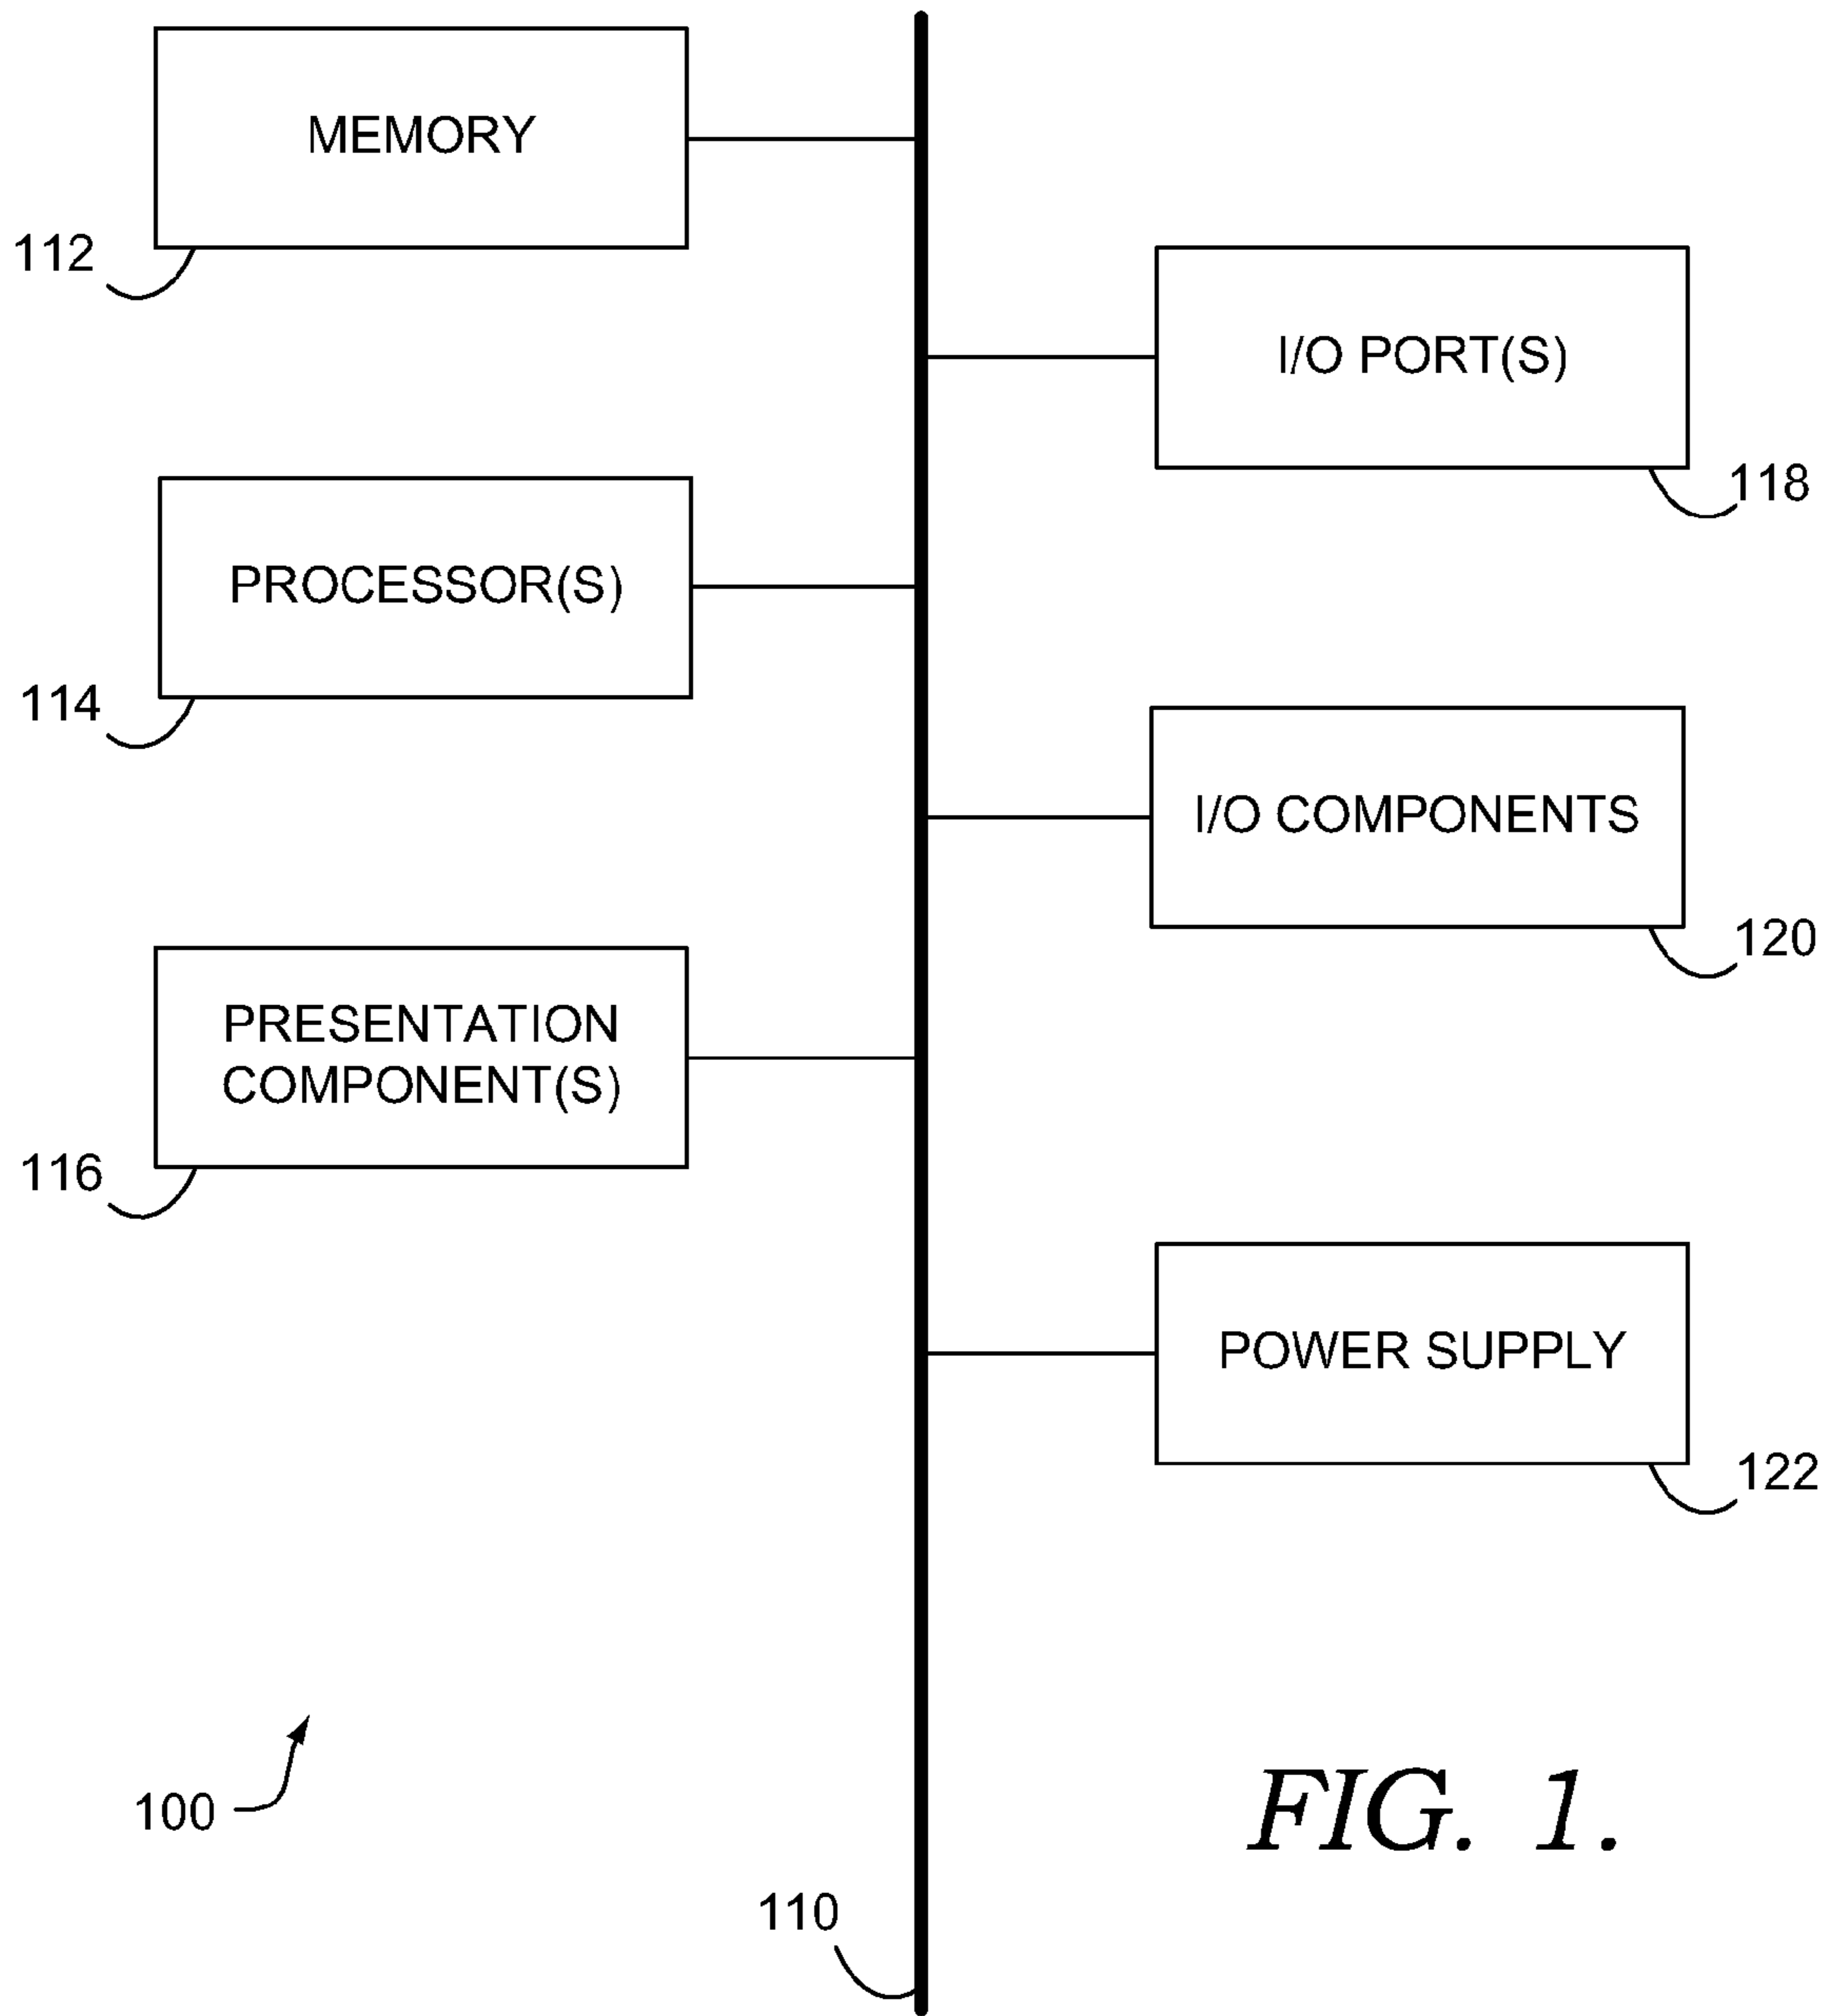 MEMORY
112
I/O PORT(S)
118
PROCESSOR(S)
114
I/O COMPONENTS
120
PRESENTATION
COMPONENT(S)
116
POWER SUPPLY
122
100
FIG. 1.
110